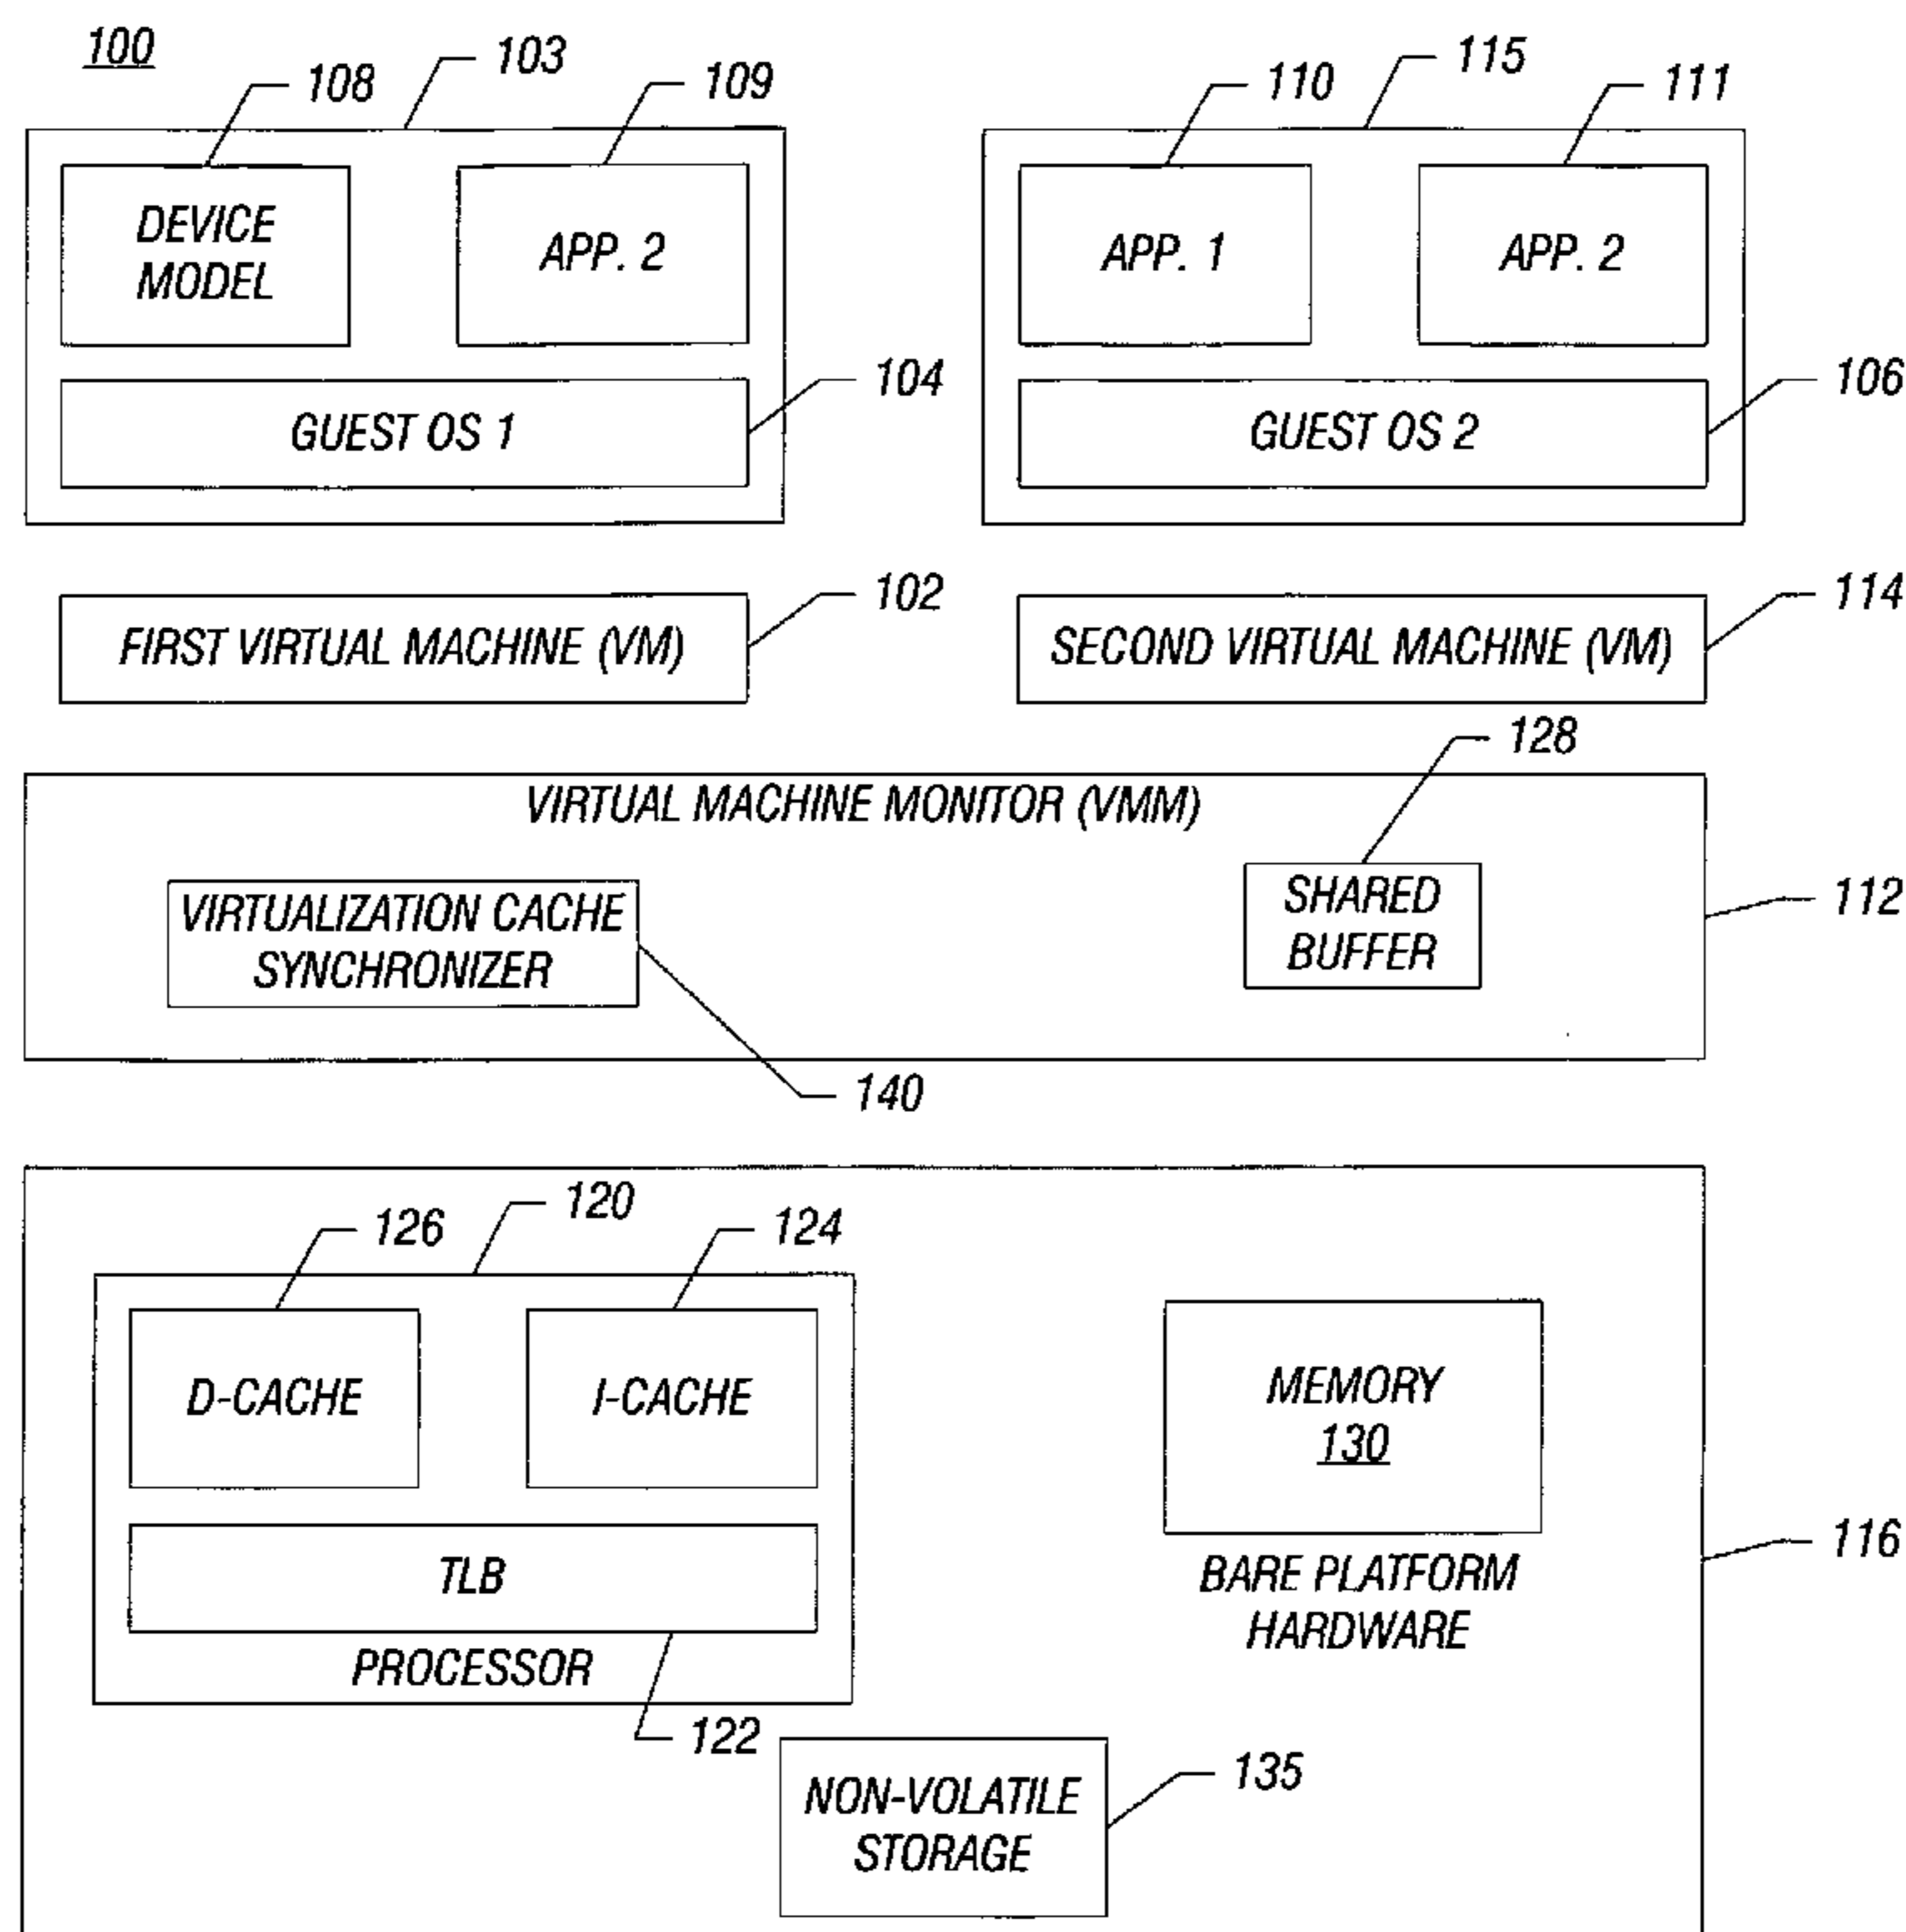 100
103
115
108
109
110
111
DEVICE
MODEL
APP. 2
APP. 1
APP. 2
104
106
GUEST OS 1
GUEST OS 2
102
114
FIRST VIRTUAL MACHINE (VM)
SECOND VIRTUAL MACHINE (VM)
128
VIRTUAL MACHINE MONITOR (VMM)
VIRTUALIZATION CACHE
SYNCHRONIZER
SHARED
BUFFER
112
140
126
120
124
D-CACHE
I-CACHE
MEMORY
130
TLB
BARE PLATFORM
HARDWARE
116
PROCESSOR
122
NON-VOLATILE
STORAGE
135